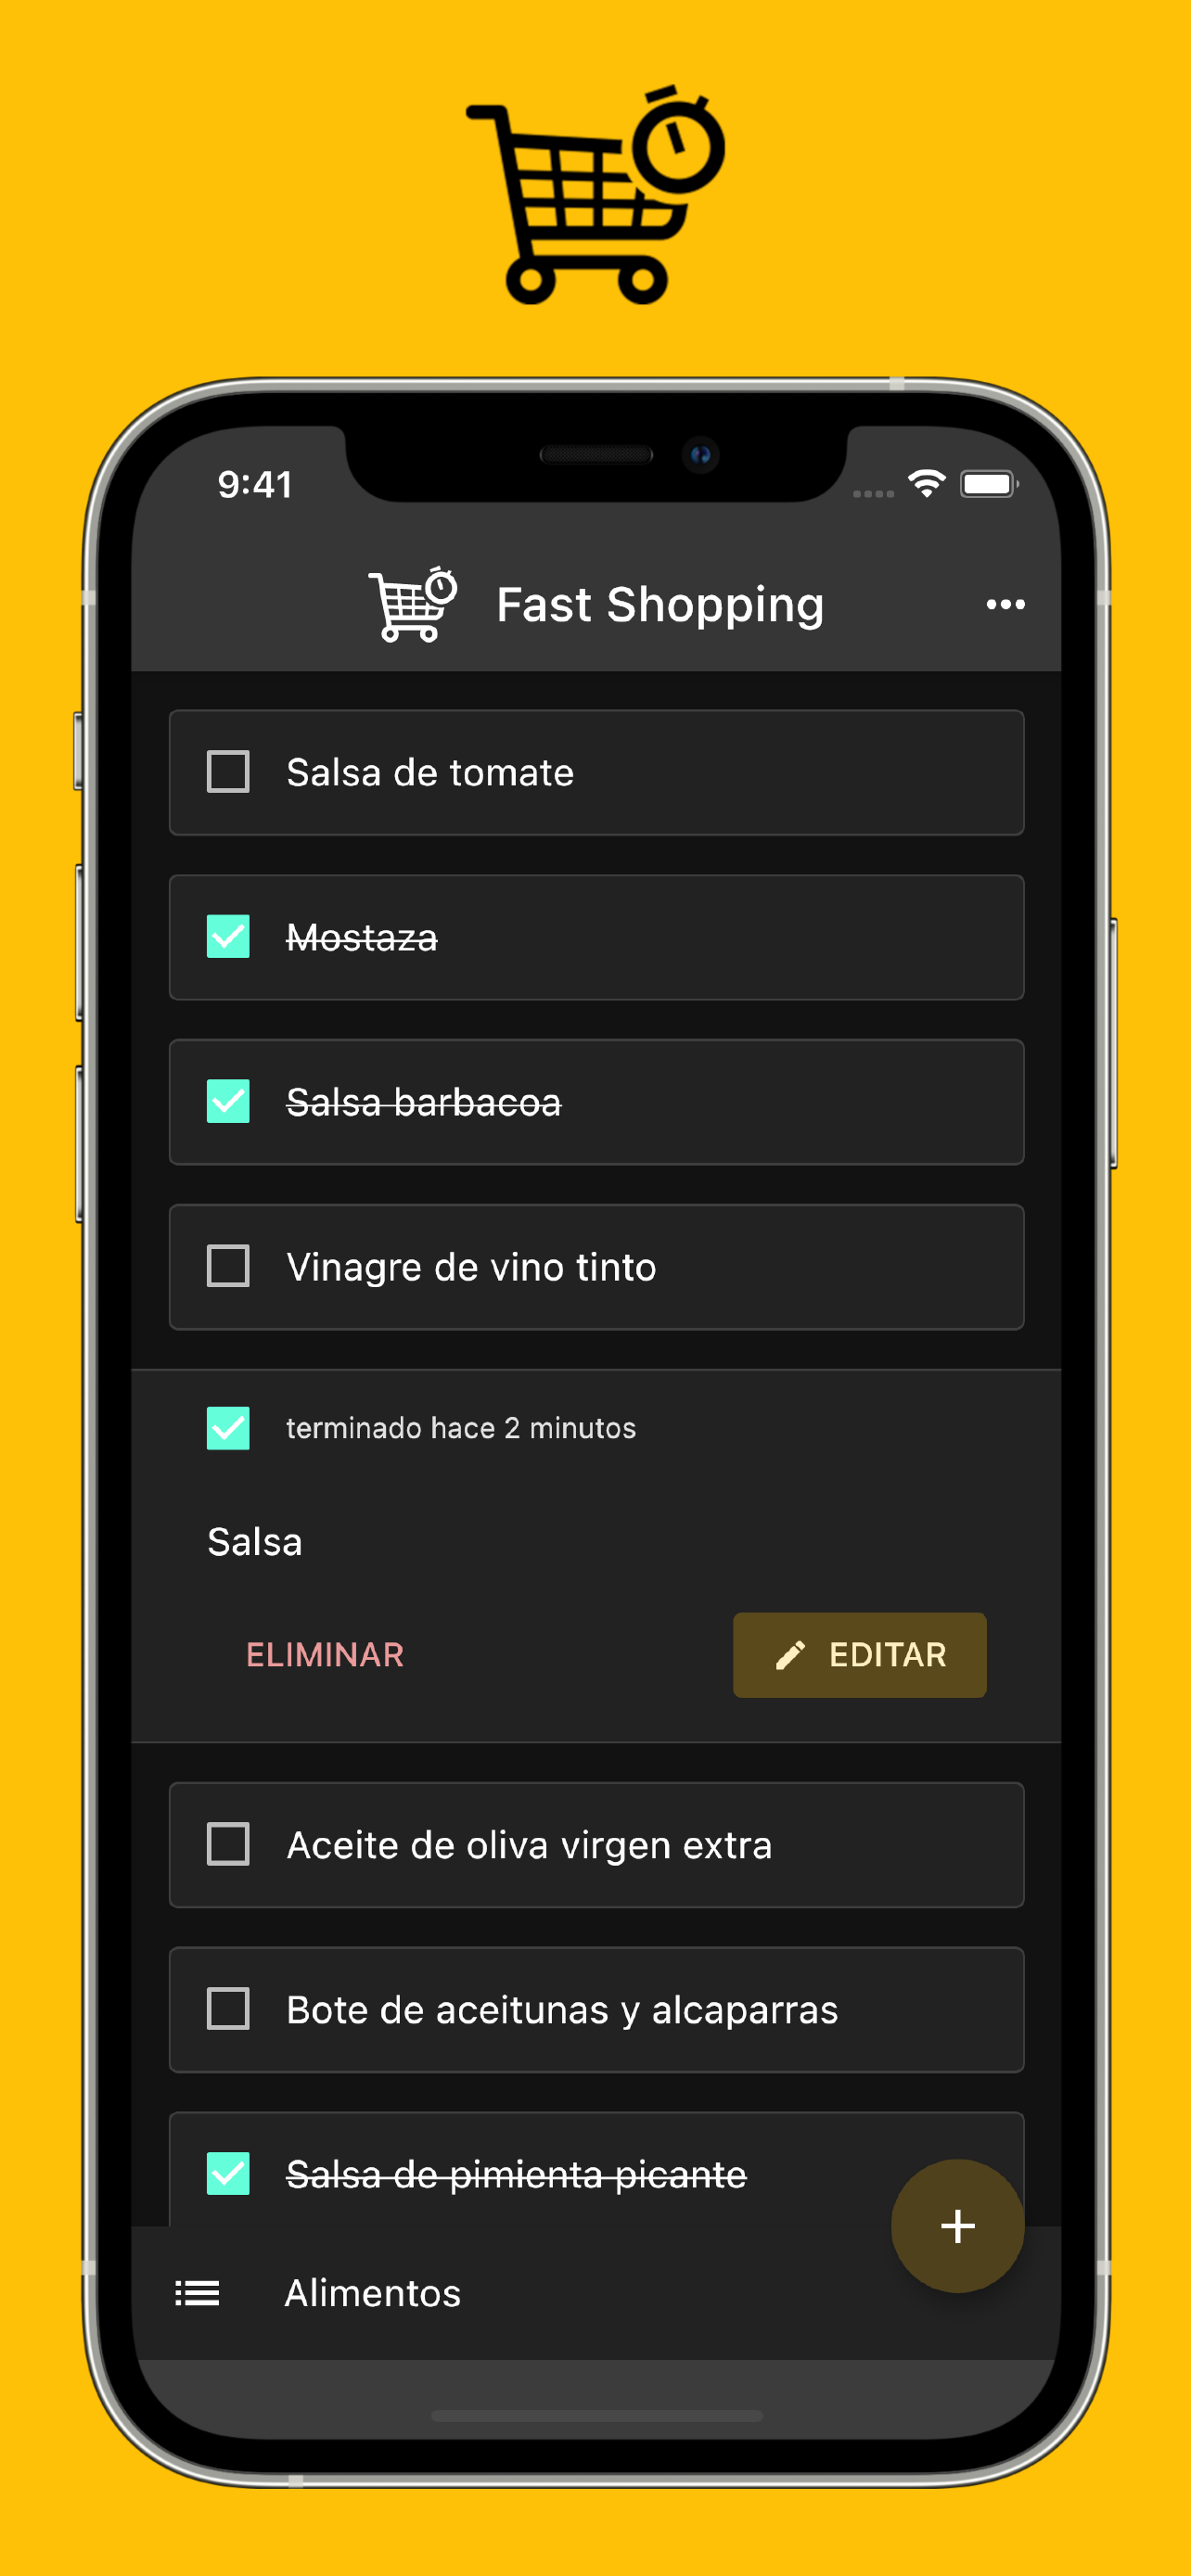 9:41
Fast Shopping
Salsa de tomate
Mostaza
Salsa barbacoa
Vinagre de vino tinto
terminado hace 2 minutos
Salsa
ELIMINAR
EDITAR
Aceite de oliva virgen extra
Bote de aceitunas y alcaparras
Salsa de pimienta picante
Alimentos